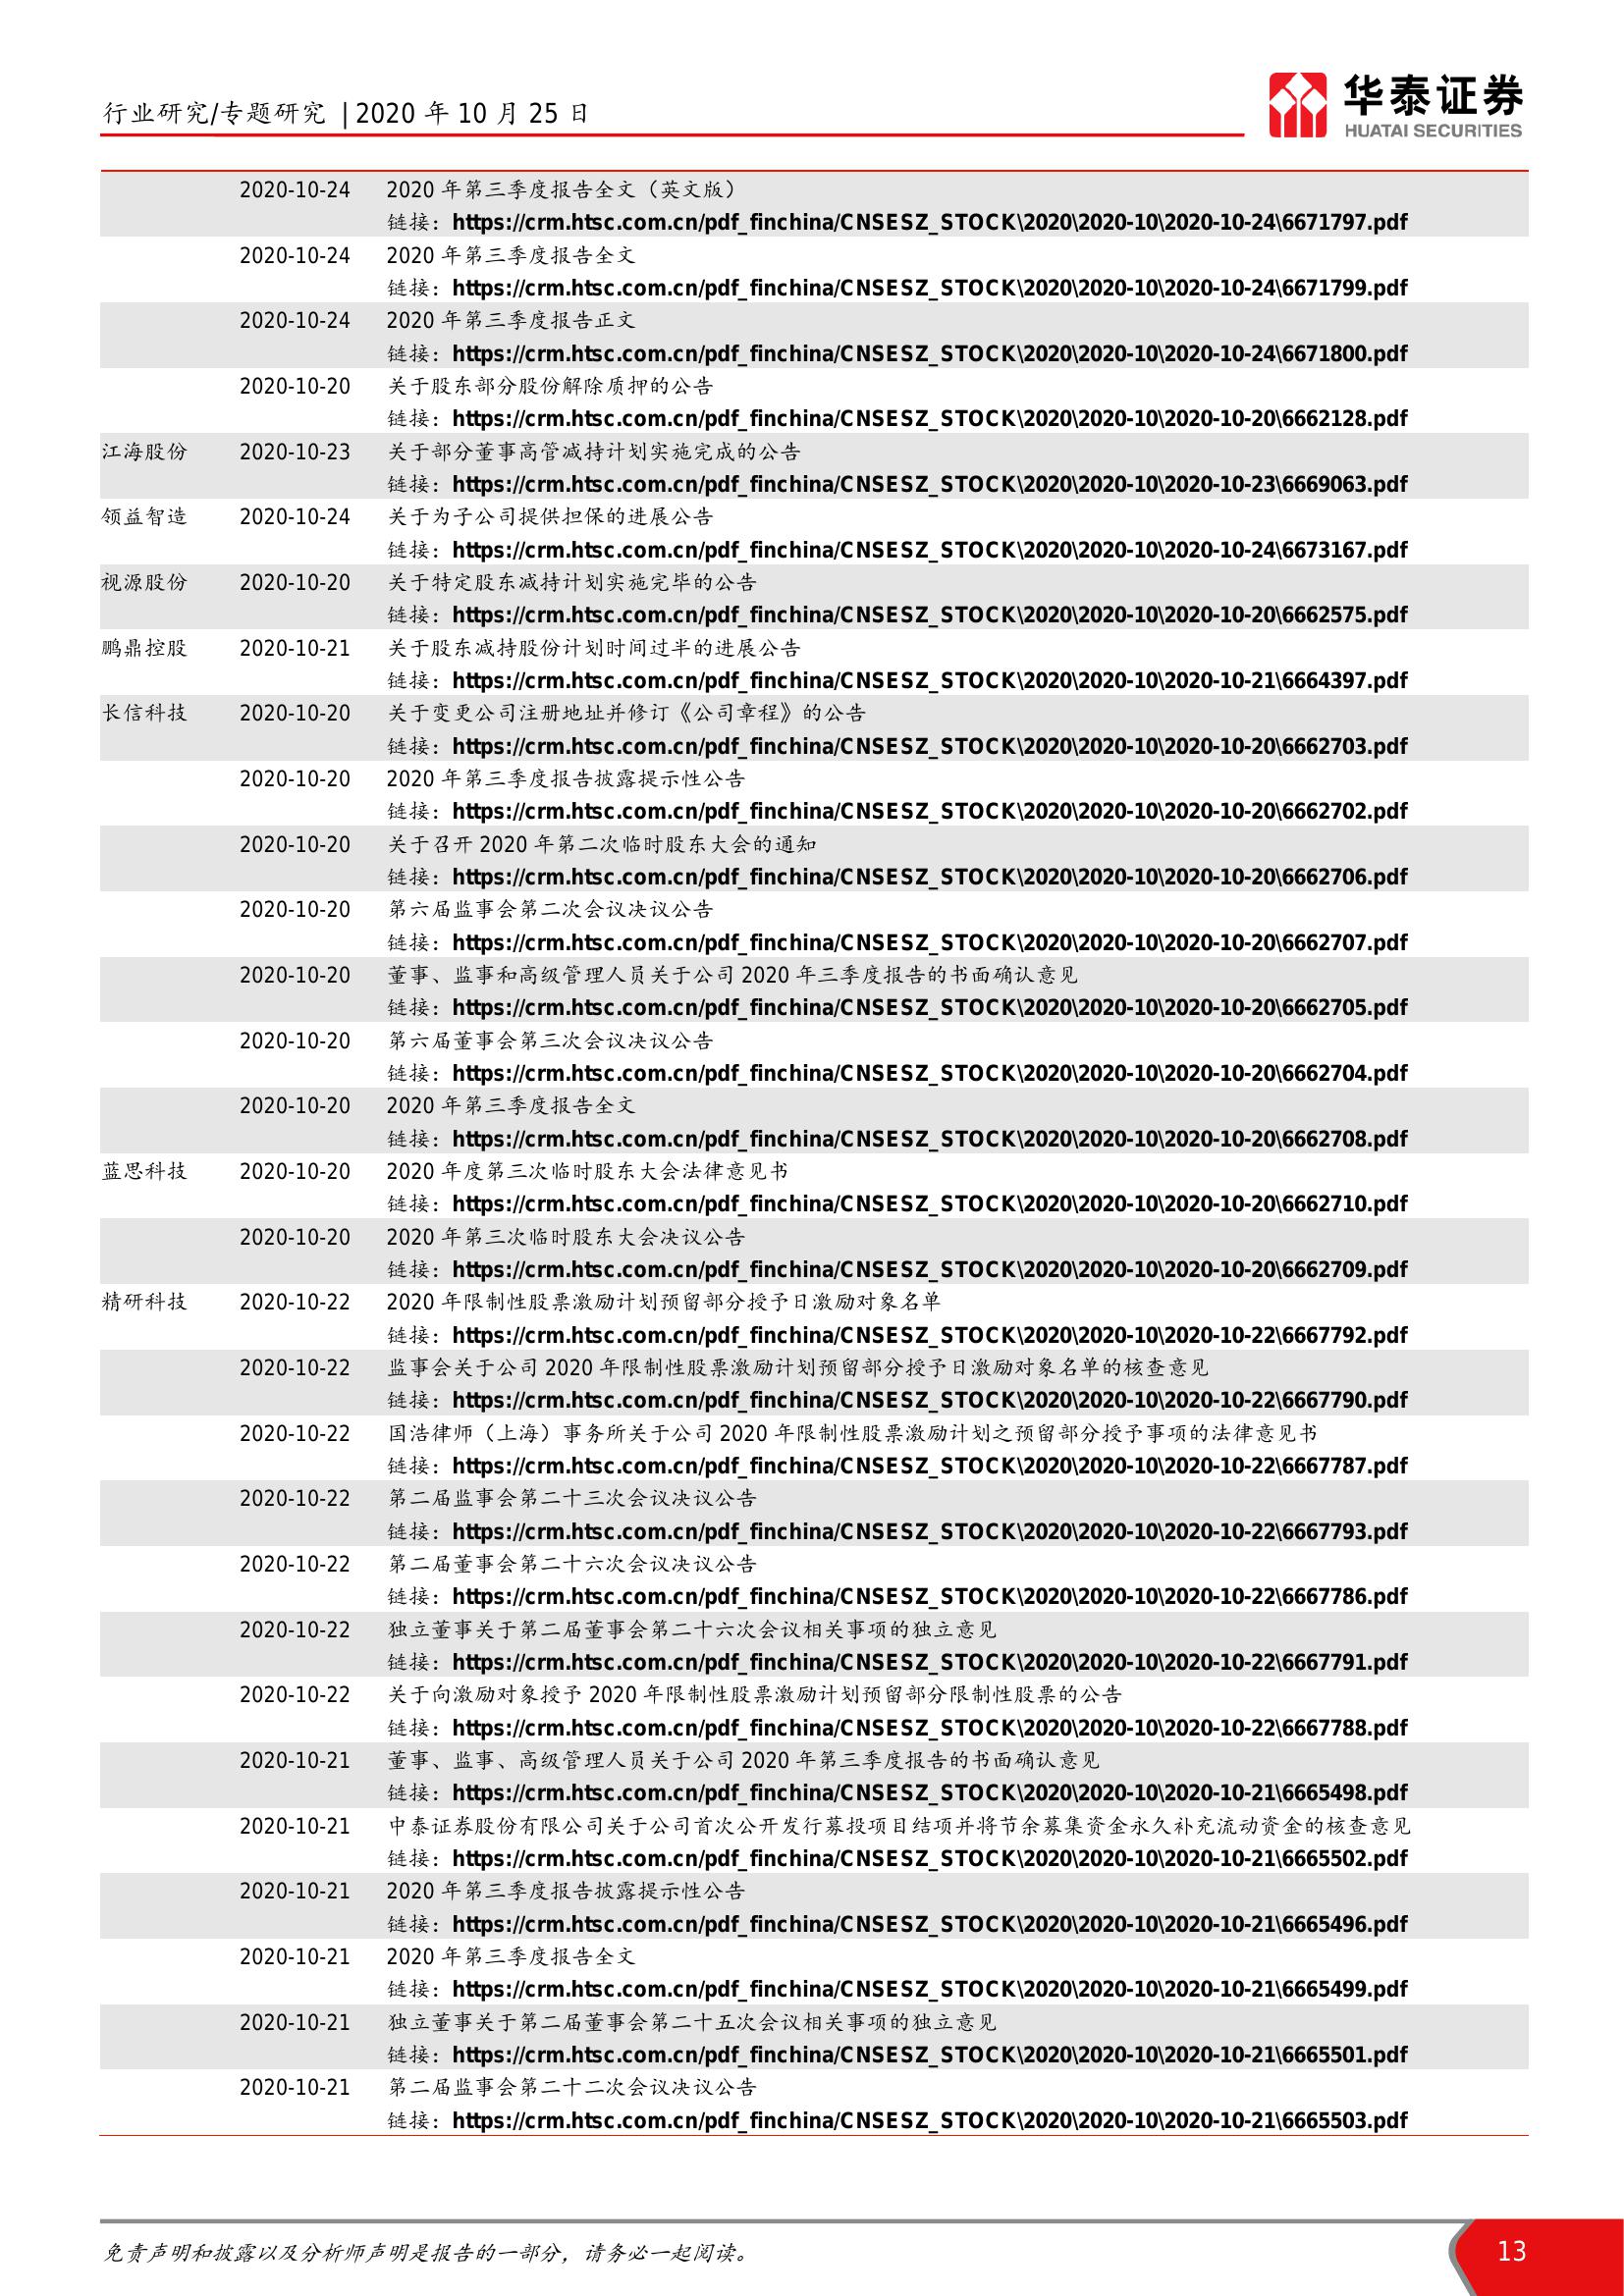 行业研究/专题研究 | 2020 年 10 月 25 日
华泰证券
HUATAI SECURITIES
2020-10-24 2020 年第三季度报告全文（英文版）
链接：https://crm.htsc.com.cn/pdf_finchina/CNSESZ_STOCK\2020\2020-10\2020-10-24\6671797.pdf
2020-10-24 2020 年第三季度报告全文
链接：https://crm.htsc.com.cn/pdf_finchina/CNSESZ_STOCK\2020\2020-10\2020-10-24\6671799.pdf
2020-10-24 2020 年第三季度报告正文
链接：https://crm.htsc.com.cn/pdf_finchina/CNSESZ_STOCK\2020\2020-10\2020-10-24\6671800.pdf
2020-10-20 关于股东部分股份解除质押的公告
链接：https://crm.htsc.com.cn/pdf_finchina/CNSESZ_STOCK\2020\2020-10\2020-10-20\6662128.pdf
江海股份 2020-10-23 关于部分董事高管减持计划实施完成的公告
链接：https://crm.htsc.com.cn/pdf_finchina/CNSESZ_STOCK\2020\2020-10\2020-10-23\6669063.pdf
领益智造 2020-10-24 关于为子公司提供担保的进展公告
链接：https://crm.htsc.com.cn/pdf_finchina/CNSESZ_STOCK\2020\2020-10\2020-10-24\6673167.pdf
视源股份 2020-10-20 关于特定股东减持计划实施完毕的公告
链接：https://crm.htsc.com.cn/pdf_finchina/CNSESZ_STOCK\2020\2020-10\2020-10-20\6662575.pdf
鹏鼎控股 2020-10-21 关于股东减持股份计划时间过半的进展公告
链接：https://crm.htsc.com.cn/pdf_finchina/CNSESZ_STOCK\2020\2020-10\2020-10-21\6664397.pdf
长信科技 2020-10-20 关于变更公司注册地址并修订《公司章程》的公告
链接：https://crm.htsc.com.cn/pdf_finchina/CNSESZ_STOCK\2020\2020-10\2020-10-20\6662703.pdf
2020-10-20 2020 年第三季度报告披露提示性公告
链接：https://crm.htsc.com.cn/pdf_finchina/CNSESZ_STOCK\2020\2020-10\2020-10-20\6662702.pdf
2020-10-20 关于召开 2020 年第二次临时股东大会的通知
链接：https://crm.htsc.com.cn/pdf_finchina/CNSESZ_STOCK\2020\2020-10\2020-10-20\6662706.pdf
2020-10-20 第六届监事会第二次会议决议公告
链接：https://crm.htsc.com.cn/pdf_finchina/CNSESZ_STOCK\2020\2020-10\2020-10-20\6662707.pdf
2020-10-20 董事、监事和高级管理人员关于公司 2020 年三季度报告的书面确认意见
链接：https://crm.htsc.com.cn/pdf_finchina/CNSESZ_STOCK\2020\2020-10\2020-10-20\6662705.pdf
2020-10-20 第六届董事会第三次会议决议公告
链接：https://crm.htsc.com.cn/pdf_finchina/CNSESZ_STOCK\2020\2020-10\2020-10-20\6662704.pdf
2020-10-20 2020 年第三季度报告全文
链接：https://crm.htsc.com.cn/pdf_finchina/CNSESZ_STOCK\2020\2020-10\2020-10-20\6662708.pdf
蓝思科技 2020-10-20 2020 年度第三次临时股东大会法律意见书
链接：https://crm.htsc.com.cn/pdf_finchina/CNSESZ_STOCK\2020\2020-10\2020-10-20\6662710.pdf
2020-10-20 2020 年第三次临时股东大会决议公告
链接：https://crm.htsc.com.cn/pdf_finchina/CNSESZ_STOCK\2020\2020-10\2020-10-20\6662709.pdf
精研科技 2020-10-22 2020 年限制性股票激励计划预留部分授予日激励对象名单
链接：https://crm.htsc.com.cn/pdf_finchina/CNSESZ_STOCK\2020\2020-10\2020-10-22\6667792.pdf
2020-10-22 监事会关于公司 2020 年限制性股票激励计划预留部分授予日激励对象名单的核查意见
链接：https://crm.htsc.com.cn/pdf_finchina/CNSESZ_STOCK\2020\2020-10\2020-10-22\6667790.pdf
2020-10-22 国浩律师（上海）事务所关于公司 2020 年限制性股票激励计划之预留部分授予事项的法律意见书
链接：https://crm.htsc.com.cn/pdf_finchina/CNSESZ_STOCK\2020\2020-10\2020-10-22\6667787.pdf
2020-10-22 第二届监事会第二十三次会议决议公告
链接：https://crm.htsc.com.cn/pdf_finchina/CNSESZ_STOCK\2020\2020-10\2020-10-22\6667793.pdf
2020-10-22 第二届董事会第二十六次会议决议公告
链接：https://crm.htsc.com.cn/pdf_finchina/CNSESZ_STOCK\2020\2020-10\2020-10-22\6667786.pdf
2020-10-22 独立董事关于第二届董事会第二十六次会议相关事项的独立意见
链接：https://crm.htsc.com.cn/pdf_finchina/CNSESZ_STOCK\2020\2020-10\2020-10-22\6667791.pdf
2020-10-22 关于向激励对象授予 2020 年限制性股票激励计划预留部分限制性股票的公告
链接：https://crm.htsc.com.cn/pdf_finchina/CNSESZ_STOCK\2020\2020-10\2020-10-22\6667788.pdf
2020-10-21 董事、监事、高级管理人员关于公司 2020 年第三季度报告的书面确认意见
链接：https://crm.htsc.com.cn/pdf_finchina/CNSESZ_STOCK\2020\2020-10\2020-10-21\6665498.pdf
2020-10-21 中泰证券股份有限公司关于公司首次公开发行募投项目结项并将节余募集资金永久补充流动资金的核查意见
链接：https://crm.htsc.com.cn/pdf_finchina/CNSESZ_STOCK\2020\2020-10\2020-10-21\6665502.pdf
2020-10-21 2020 年第三季度报告披露提示性公告
链接：https://crm.htsc.com.cn/pdf_finchina/CNSESZ_STOCK\2020\2020-10\2020-10-21\6665496.pdf
2020-10-21 2020 年第三季度报告全文
链接：https://crm.htsc.com.cn/pdf_finchina/CNSESZ_STOCK\2020\2020-10\2020-10-21\6665499.pdf
2020-10-21 独立董事关于第二届董事会第二十五次会议相关事项的独立意见
链接：https://crm.htsc.com.cn/pdf_finchina/CNSESZ_STOCK\2020\2020-10\2020-10-21\6665501.pdf
2020-10-21 第二届监事会第二十二次会议决议公告
链接：https://crm.htsc.com.cn/pdf_finchina/CNSESZ_STOCK\2020\2020-10\2020-10-21\6665503.pdf
免责声明和披露以及分析师声明是报告的一部分，请务必一起阅读。
13